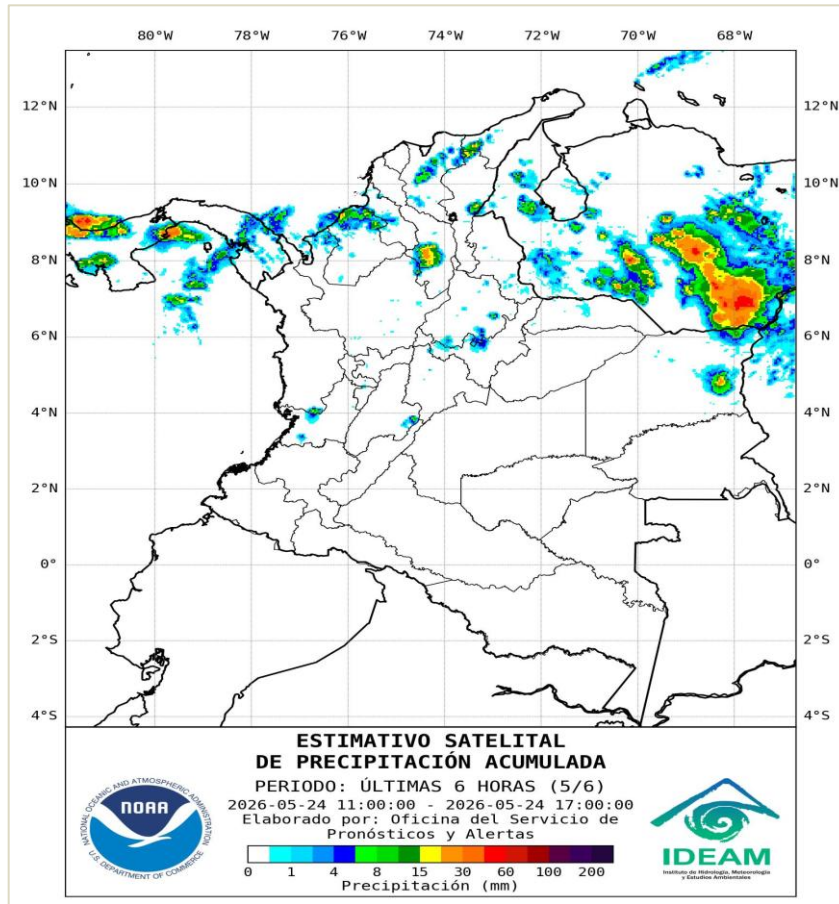 80°W 78°W 76°W 74°W 72°W 70°W 68°W
12°N 12°N
10°N 10°N
8°N 8°N
6°N 6°N
4°N 4°N
2°N 2°N
0° 0°
2°S 2°S
4°S 4°S
ESTIMATIVO SATELITAL
DE PRECIPITACIÓN ACUMULADA
PERIODO: ÚLTIMAS 6 HORAS (5/6)
2026-05-24 11:00:00 - 2026-05-24 17:00:00
Elaborado por: Oficina del Servicio de
Pronósticos y Alertas
0 1 4 8 15 30 60 100 200
Precipitación (mm)
NATIONAL OCEANIC AND ATMOSPHERIC ADMINISTRATION
NOAA
U.S. DEPARTMENT OF COMMERCE
IDEAM
Instituto de Hidrología, Meteorología
y Estudios Ambientales